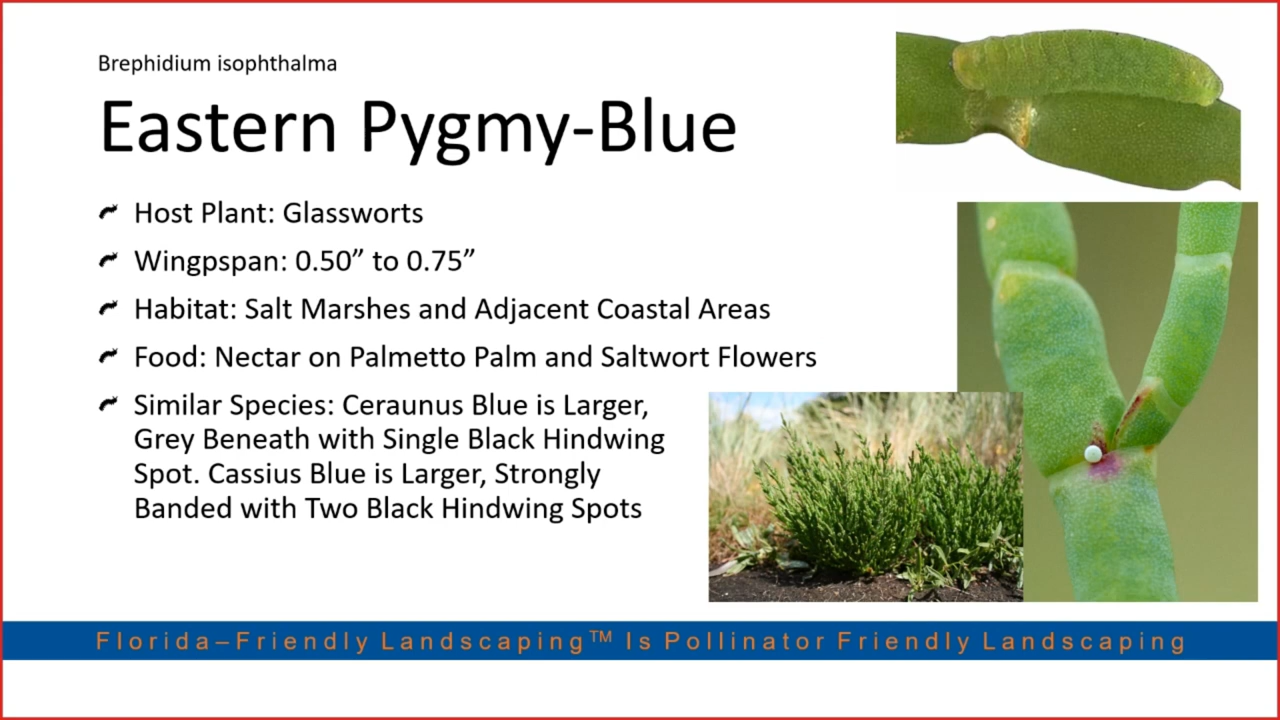 Brephidium isophthalma
Eastern Pygmy-Blue
Host Plant: Glassworts
Wingpspan: 0.50” to 0.75”
Habitat: Salt Marshes and Adjacent Coastal Areas
Food: Nectar on Palmetto Palm and Saltwort Flowers
Similar Species: Ceraunus Blue is Larger,
Grey Beneath with Single Black Hindwing
Spot. Cassius Blue is Larger, Strongly
Banded with Two Black Hindwing Spots
Florida–Friendly Landscaping™ Is Pollinator Friendly Landscaping